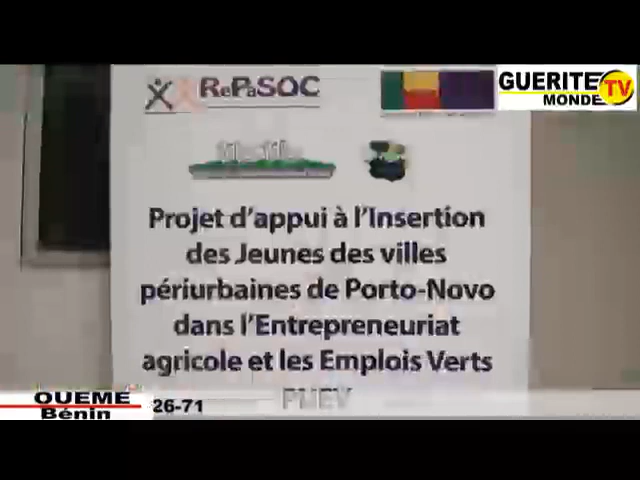 RePaSOC
GUERITE TV
MONDE
Projet d'appui à l'Insertion
des Jeunes des villes
périurbaines de Porto-Novo
dans l'Entrepreneuriat
agricole et les Emplois Verts
OUEME
Bénin
26-71